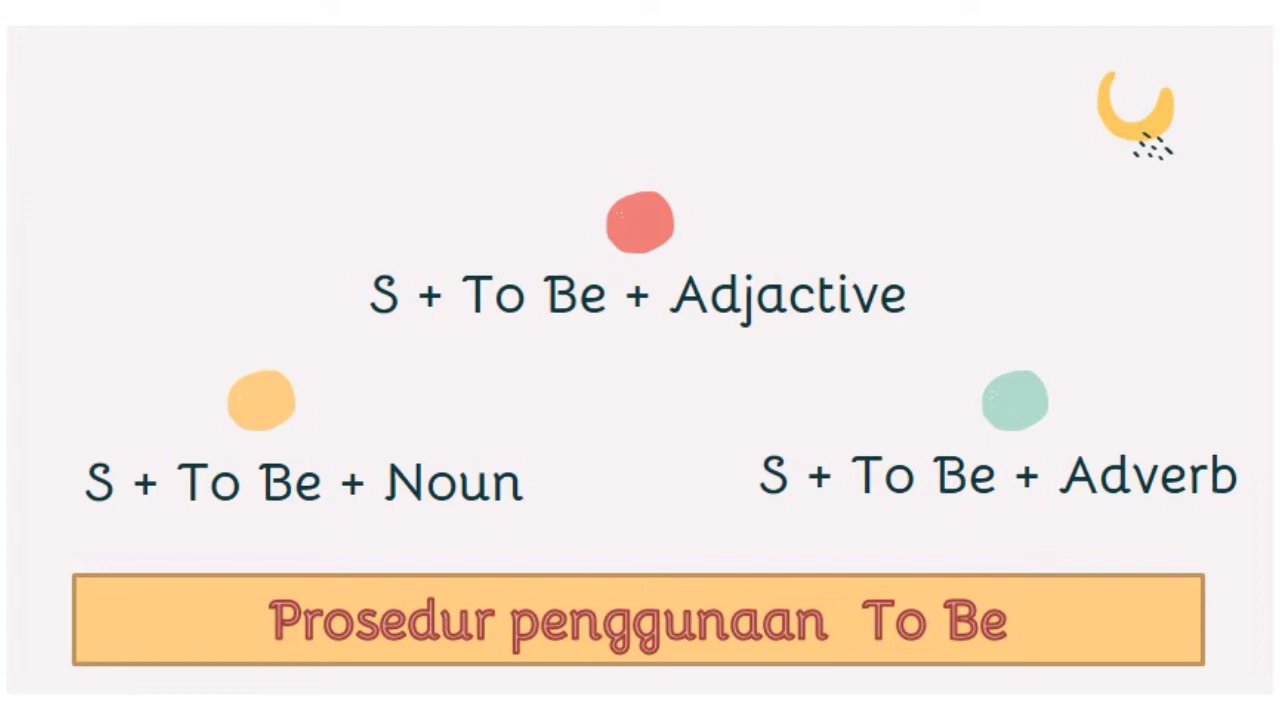 S + To Be + Adjactive
S + To Be + Noun
S + To Be + Adverb
Prosedur penggunaan To Be